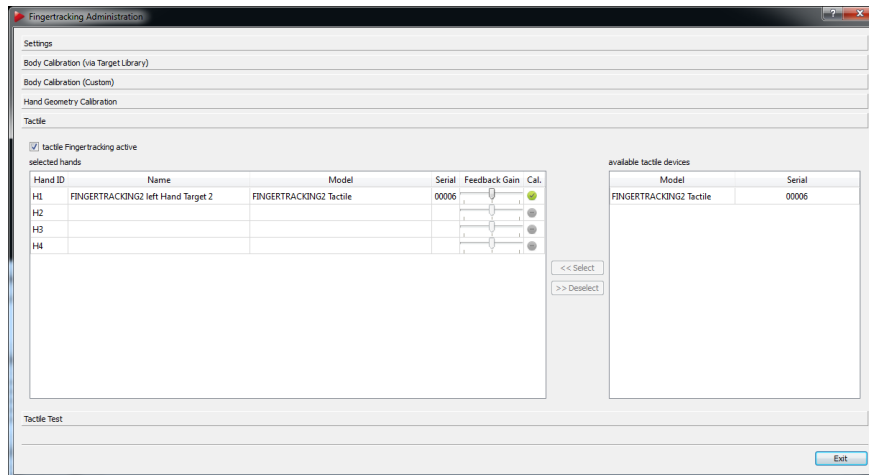 Fingertracking Administration
Settings
Body Calibration (via Target Library)
Body Calibration (Custom)
Hand Geometry Calibration
Tactile
tactile Fingertracking active
selected hands
available tactile devices
Hand ID Name Model Serial Feedback Gain Cal.
Model Serial
H1 FINGERTRACKING2 left Hand Target 2 FINGERTRACKING2 Tactile 00006
FINGERTRACKING2 Tactile 00006
H2
H3
H4
<< Select
>> Deselect
Tactile Test
Exit